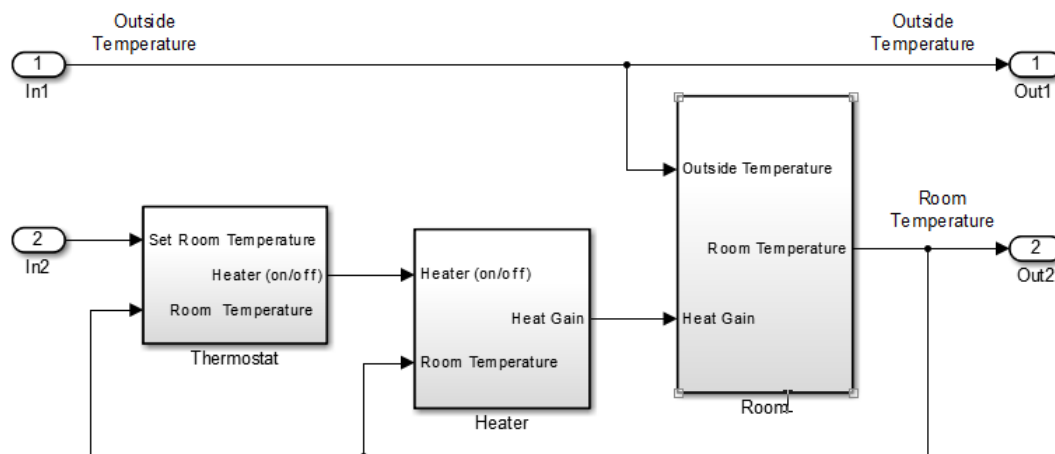 Outside
Temperature
Outside
Temperature
1
In1
1
Out1
Outside Temperature
Room
Temperature
2
In2
Set Room Temperature
Heater (on/off)
Room Temperature
Thermostat
Heater (on/off)
Heat Gain
Room Temperature
Heater
Room Temperature
Heat Gain
Room
2
Out2